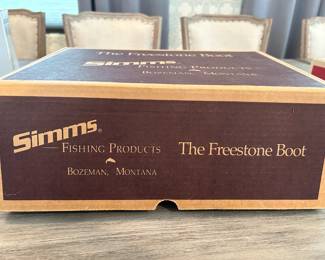 The Freestone Boot
Simms
Fishing Products
Bozeman, Montana
Simms®
Fishing Products
Bozeman, Montana
The Freestone Boot